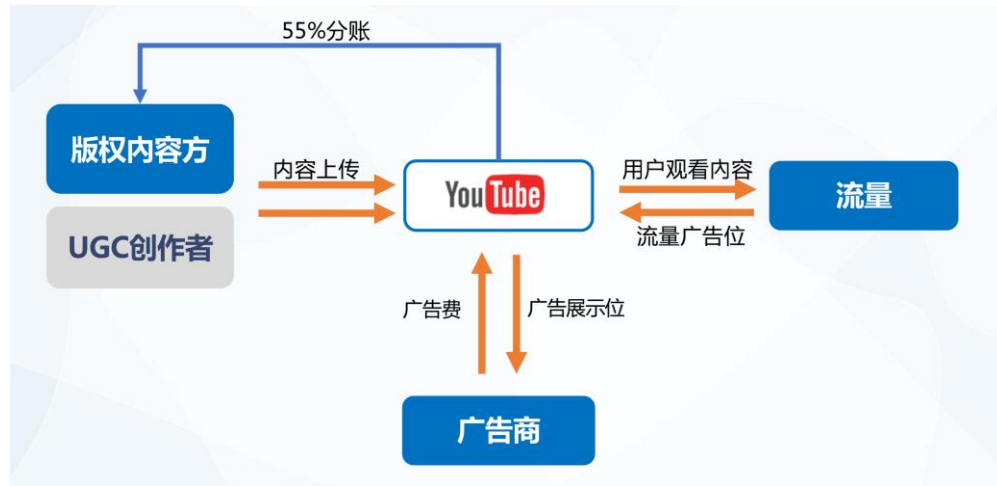 55%分账
版权内容方
UGC创作者
内容上传
YouTube
用户观看内容
流量广告位
流量
广告费
广告展示位
广告商